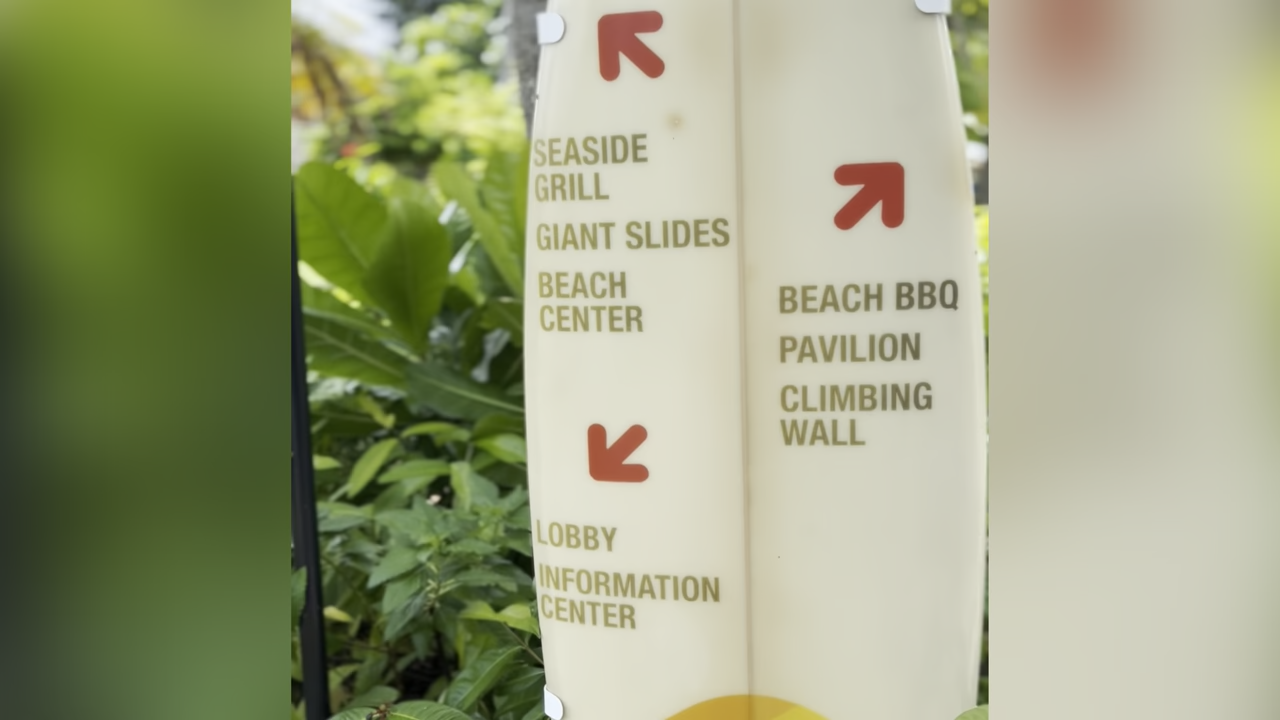 SEASIDE
GRILL
GIANT SLIDES
BEACH
CENTER
LOBBY
INFORMATION
CENTER
BEACH BBQ
PAVILION
CLIMBING
WALL